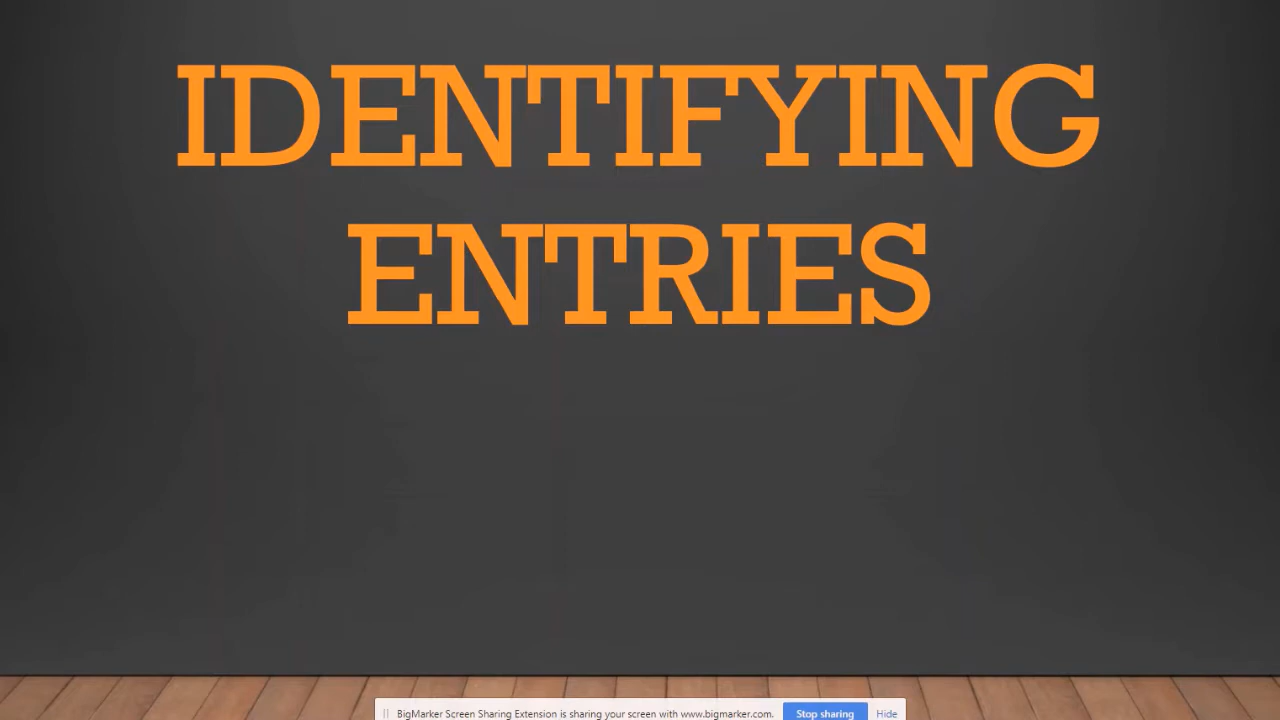 IDENTIFYING
ENTRIES
BigMarker Screen Sharing Extension is sharing your screen with www.bigmarker.com. Stop sharing Hide